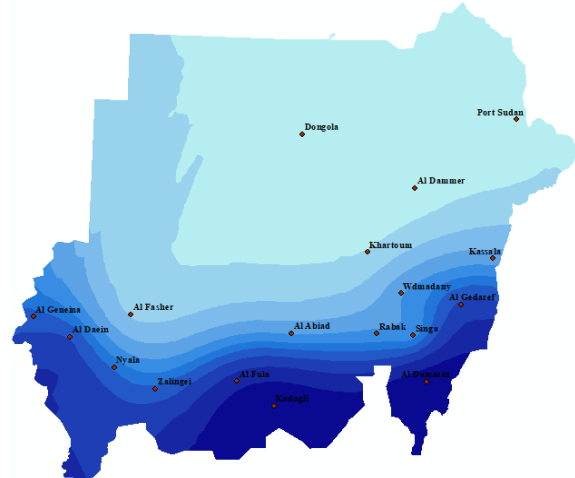 Port Sudan
Dongola
Al Dammer
Khartoum
Kassala
Wdmadany
Al Gedaref
Al Fasher
Al Geneina
Al Daein
Al Abiad
Rabak
Singa
Nyala
Zalingei
Al Fula
Al Damazin
Kadugli